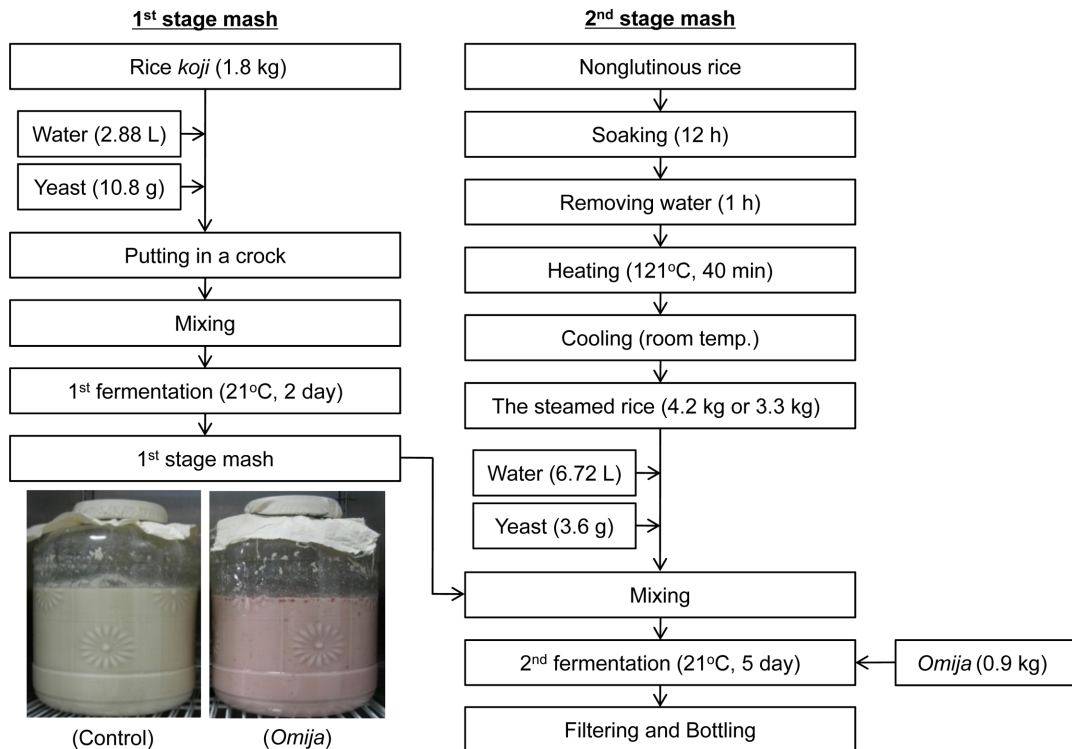 1st stage mash
Rice koji (1.8 kg)
Water (2.88 L)
Yeast (10.8 g)
Putting in a crock
Mixing
1st fermentation (21oC, 2 day)
1st stage mash
(Control)
(Omija)
2nd stage mash
Nonglutinous rice
Soaking (12 h)
Removing water (1 h)
Heating (121oC, 40 min)
Cooling (room temp.)
The steamed rice (4.2 kg or 3.3 kg)
Water (6.72 L)
Yeast (3.6 g)
Mixing
2nd fermentation (21oC, 5 day)
Omija (0.9 kg)
Filtering and Bottling